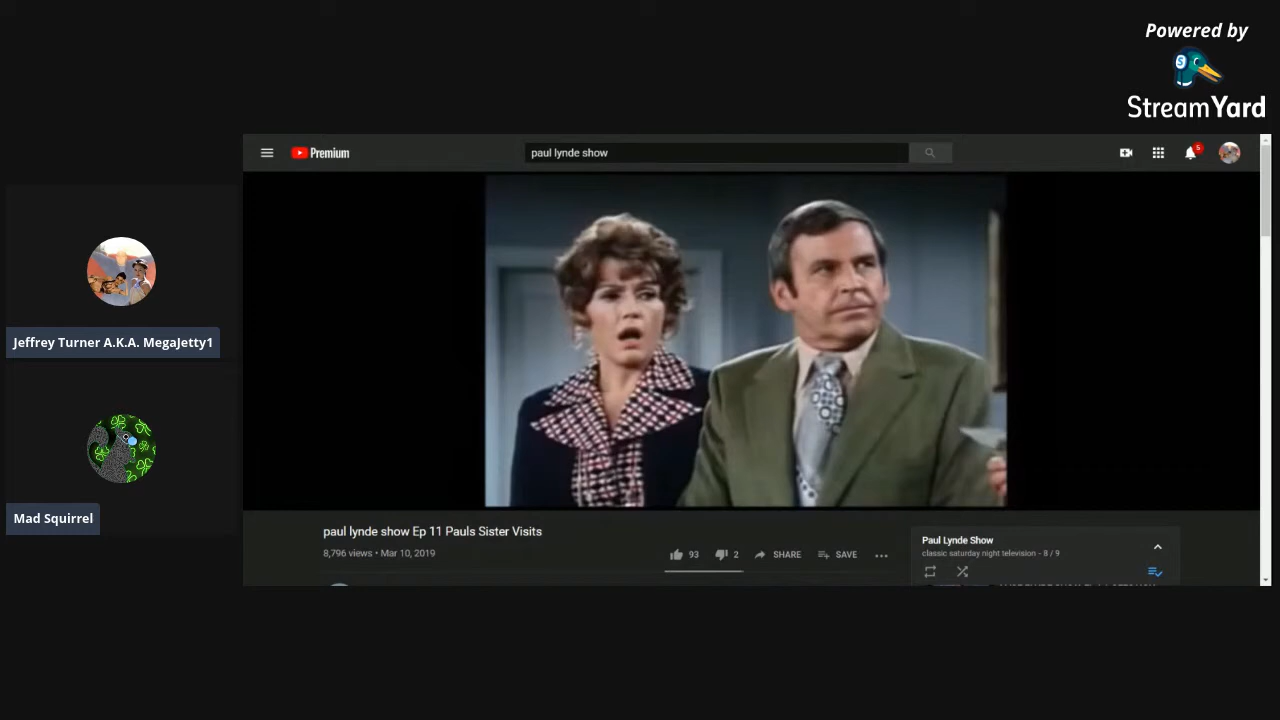 Powered by
StreamYard
Premium
paul lynde show
5
Jeffrey Turner A.K.A. MegaJetty1
Mad Squirrel
paul lynde show Ep 11 Pauls Sister Visits
8,796 views • Mar 10, 2019
93
2
SHARE
SAVE
Paul Lynde Show
classic saturday night television - 8 / 9